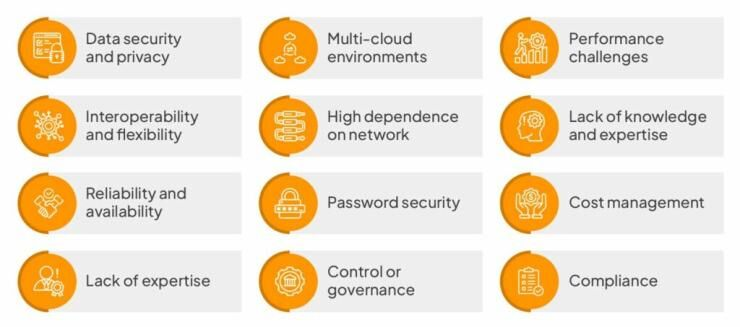 Data security
and privacy
Multi-cloud
environments
Performance
challenges
Interoperability
and flexibility
High dependence
on network
Lack of knowledge
and expertise
Reliability and
availability
Password security
Cost management
Lack of expertise
Control or
governance
Compliance